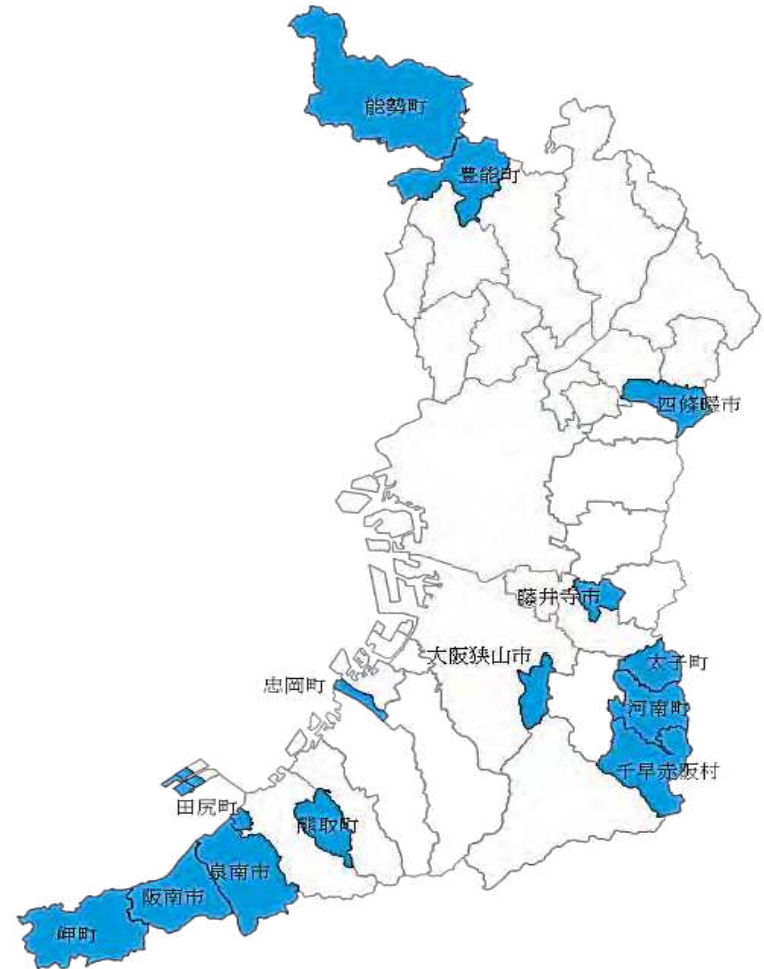 能勢町
豊能町
四條畷市
藤井寺市
大阪狭山市
太子町
忠岡町
河南町
千早赤阪村
田尻町
熊取町
泉南市
阪南市
岬町